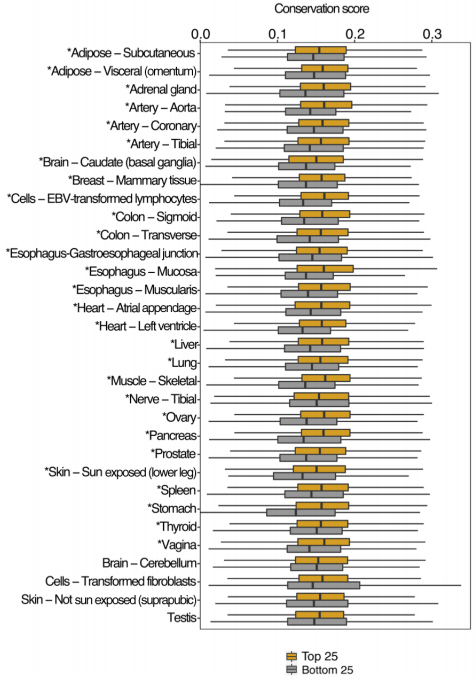 Conservation score
0.0 0.1 0.2 0.3
*Adipose – Subcutaneous
*Adipose – Visceral (omentum)
*Adrenal gland
*Artery – Aorta
*Artery – Coronary
*Artery – Tibial
*Brain – Caudate (basal ganglia)
*Breast – Mammary tissue
*Cells – EBV-transformed lymphocytes
*Colon – Sigmoid
*Colon – Transverse
*Esophagus-Gastroesophageal junction
*Esophagus – Mucosa
*Esophagus – Muscularis
*Heart – Atrial appendage
*Heart – Left ventricle
*Liver
*Lung
*Muscle – Skeletal
*Nerve – Tibial
*Ovary
*Pancreas
*Prostate
*Skin – Sun exposed (lower leg)
*Spleen
*Stomach
*Thyroid
*Vagina
Brain – Cerebellum
Cells – Transformed fibroblasts
Skin – Not sun exposed (suprapubic)
Testis
Top 25
Bottom 25